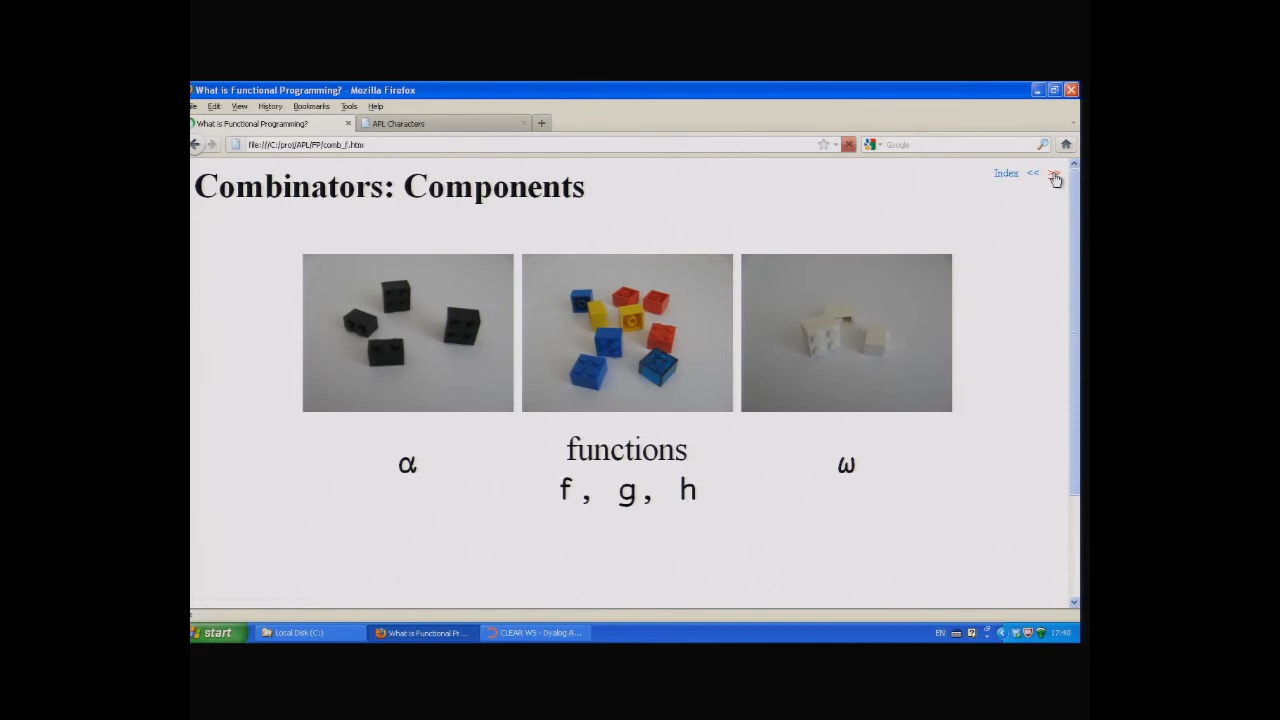 What is Functional Programming? - Mozilla Firefox
Edit View History Bookmarks Tools Help
What is Functional Programming? × APL Characters × +
file:///C:/proj/APL/FP/comb_f.htm Google
Index << >>
Combinators: Components
α
functions
f, g, h
ω
start Local Disk (C:) What is Functional Pr... CLEAR WS - Dyalog A... EN 17:40